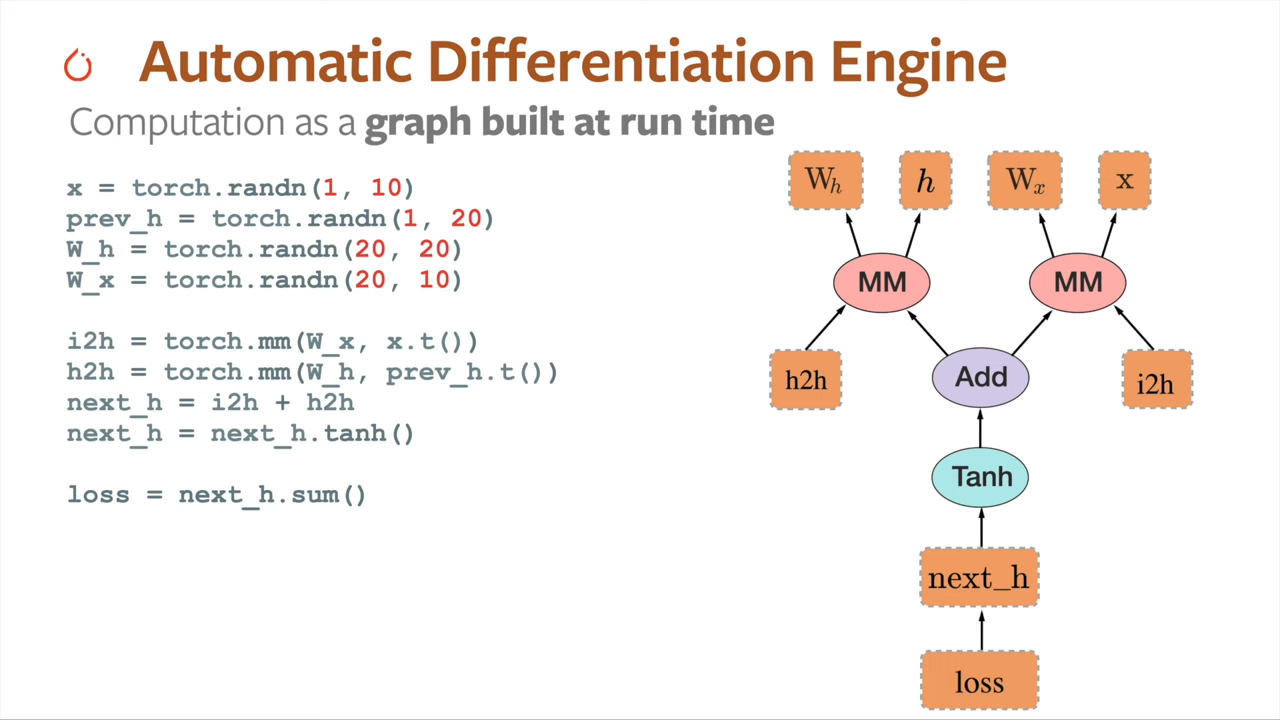 Automatic Differentiation Engine
Computation as a graph built at run time
x = torch.randn(1, 10)
prev_h = torch.randn(1, 20)
W_h = torch.randn(20, 20)
W_x = torch.randn(20, 10)
i2h = torch.mm(W_x, x.t())
h2h = torch.mm(W_h, prev_h.t())
next_h = i2h + h2h
next_h = next_h.tanh()
loss = next_h.sum()
Wₕ h Wₓ x
MM MM
h2h Add i2h
Tanh
next_h
loss